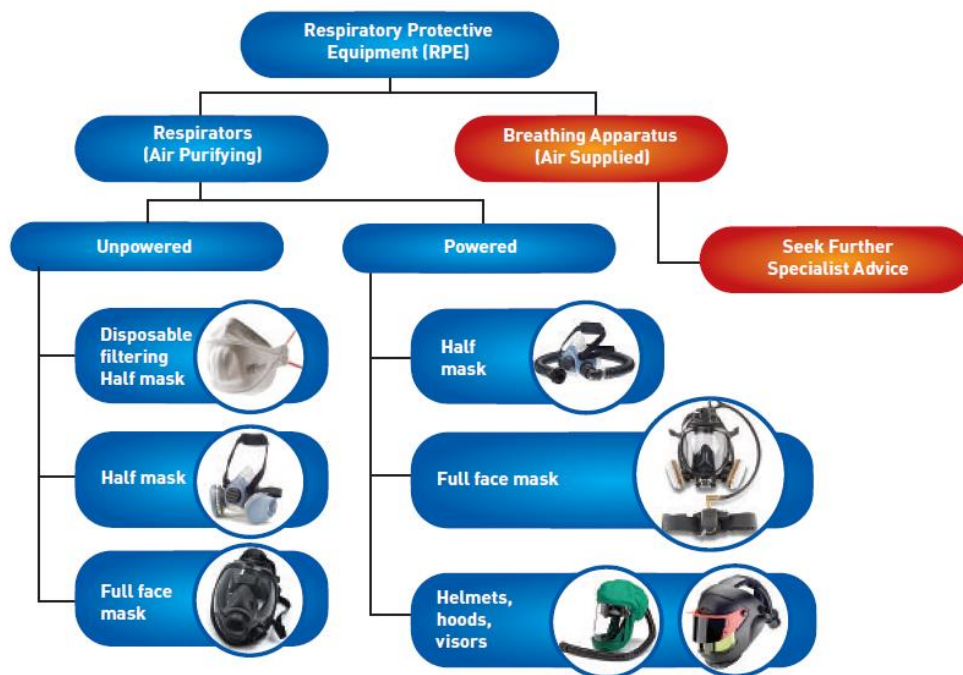 Respiratory Protective
Equipment (RPE)
Respirators
(Air Purifying)
Breathing Apparatus
(Air Supplied)
Unpowered
Powered
Seek Further
Specialist Advice
Disposable
filtering
Half mask
Half
mask
Half mask
Full face mask
Full face
mask
Helmets,
hoods,
visors